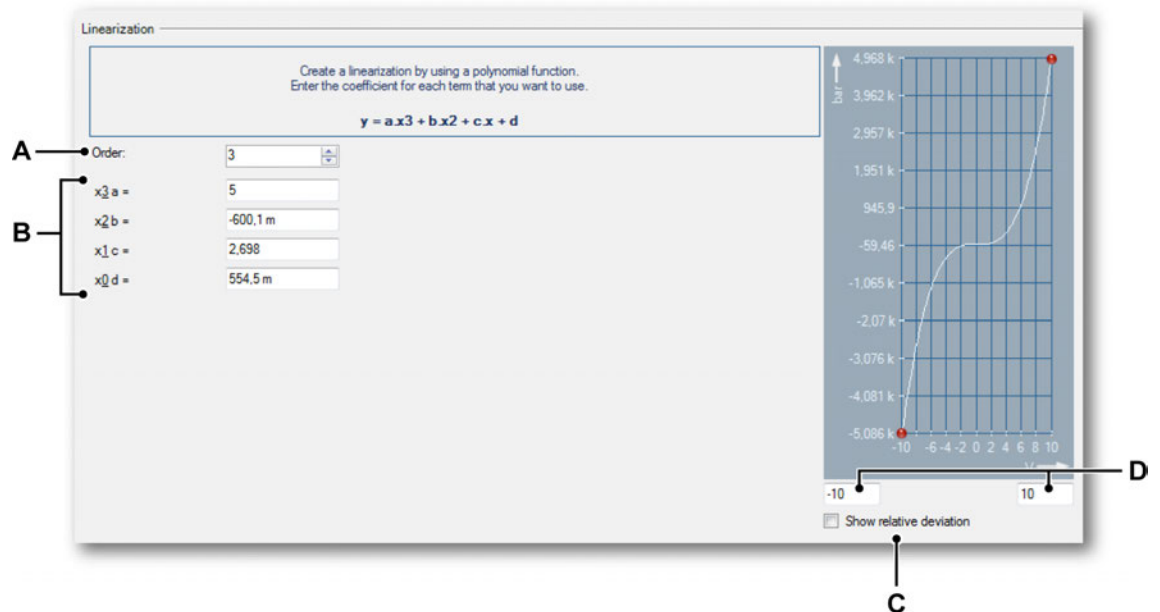 Linearization
Create a linearization by using a polynomial function.
Enter the coefficient for each term that you want to use.
y = a.x3 + b.x2 + c.x + d
A
Order:
3
B
x3 a =
5
x2 b =
-600,1 m
x1 c =
2,698
x0 d =
554,5 m
bar
4,968 k
3,962 k
2,957 k
1,951 k
945,9
-59,46
-1,065 k
-2,07 k
-3,076 k
-4,081 k
-5,086 k
-10 -6 -4 -2 0 2 4 6 8 10
V
D
-10
10
Show relative deviation
C